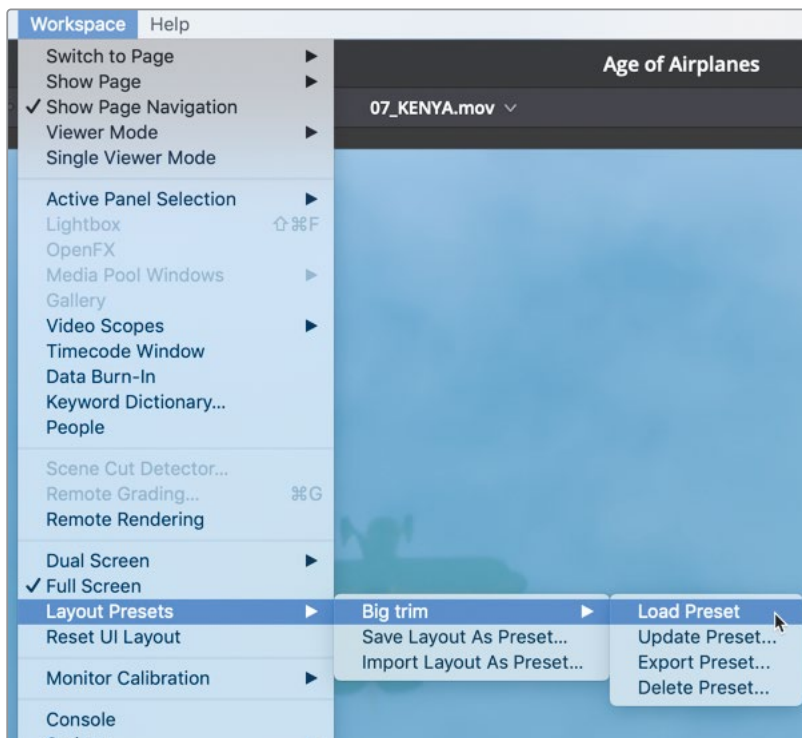 Workspace Help
Age of Airplanes
Switch to Page
Show Page
✓ Show Page Navigation
07_KENYA.mov
Viewer Mode
Single Viewer Mode
Active Panel Selection
Lightbox ⇧⌘F
OpenFX
Media Pool Windows
Gallery
Video Scopes
Timecode Window
Data Burn-In
Keyword Dictionary...
People
Scene Cut Detector...
Remote Grading... ⌘G
Remote Rendering
Dual Screen
✓ Full Screen
Layout Presets
Big trim
Load Preset
Reset UI Layout
Save Layout As Preset...
Update Preset...
Import Layout As Preset...
Export Preset...
Monitor Calibration
Delete Preset...
Console